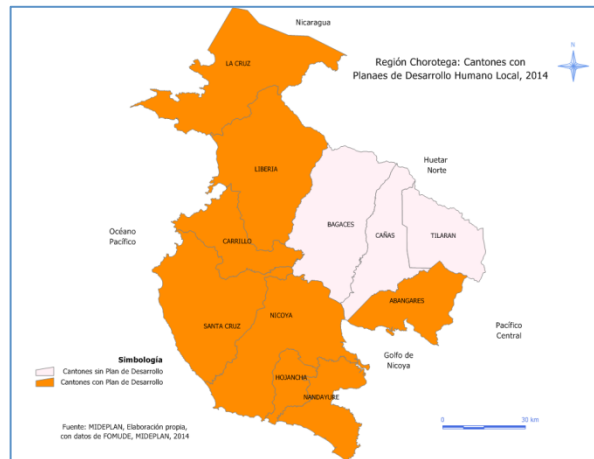 Nicaragua
N
Región Chorotega: Cantones con
Planaes de Desarrollo Humano Local, 2014
LA CRUZ
LIBERIA
Huetar
Norte
BAGACES
CAÑAS
TILARAN
Océano
Pacífico
CARRILLO
ABANGARES
NICOYA
SANTA CRUZ
Pacífico
Central
Golfo de
Nicoya
Simbología
Cantones sin Plan de Desarrollo
Cantones con Plan de Desarrollo
HOJANCHA
NANDAYURE
Fuente: MIDEPLAN, Elaboración propia,
con datos de FOMUDE, MIDEPLAN, 2014
0 30 km